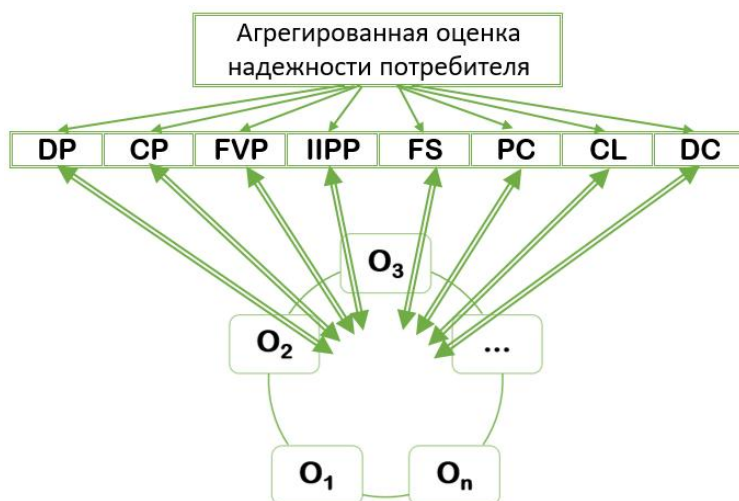 Агрегированная оценка
надежности потребителя
DP CP FVP IIPP FS PC CL DC
O₃
O₂ ...
O₁ Oₙ